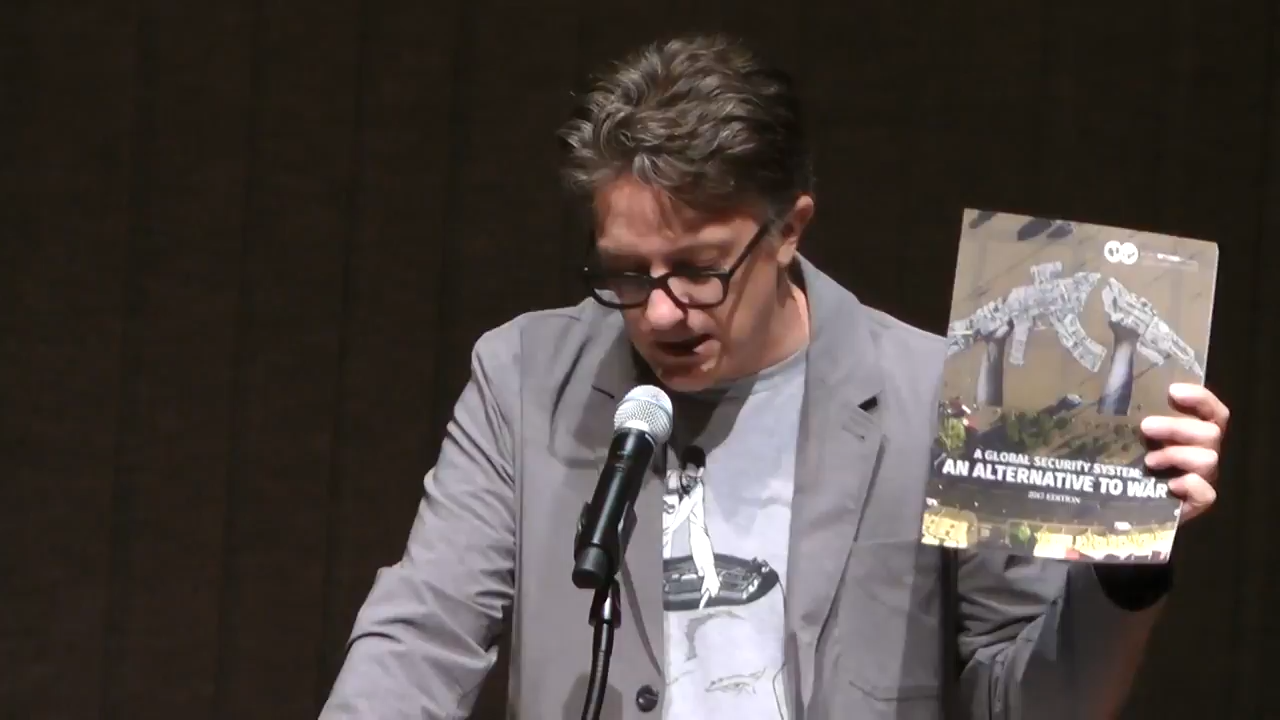 A GLOBAL SECURITY SYSTEM:
AN ALTERNATIVE TO WAR
2017 EDITION